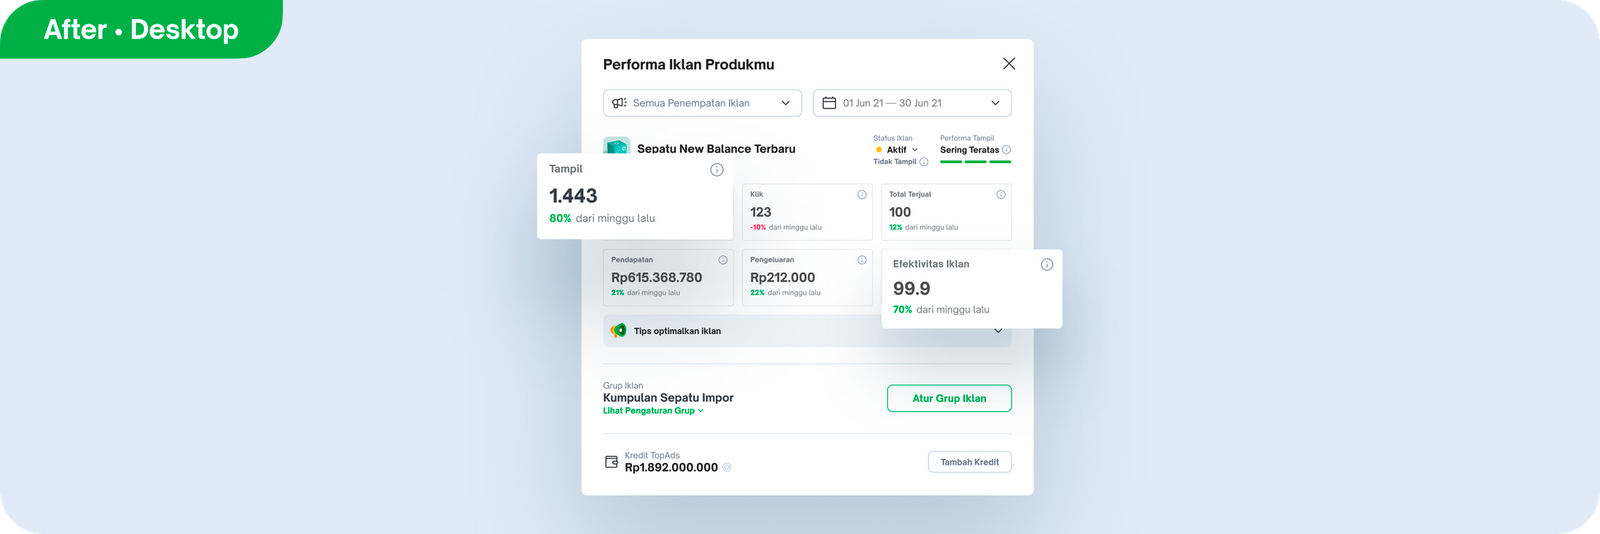 After • Desktop
Performa Iklan Produkmu
Semua Penempatan Iklan
01 Jun 21 — 30 Jun 21
Sepatu New Balance Terbaru
Status Iklan
Aktif
Tidak Tampil
Performa Tampil
Sering Teratas
Tampil
1.443
80% dari minggu lalu
Klik
123
-10% dari minggu lalu
Total Terjual
100
12% dari minggu lalu
Pendapatan
Rp615.368.780
21% dari minggu lalu
Pengeluaran
Rp212.000
22% dari minggu lalu
Efektivitas Iklan
99.9
70% dari minggu lalu
Tips optimalkan iklan
Grup Iklan
Kumpulan Sepatu Impor
Lihat Pengaturan Grup
Atur Grup Iklan
Kredit TopAds
Rp1.892.000.000
Tambah Kredit